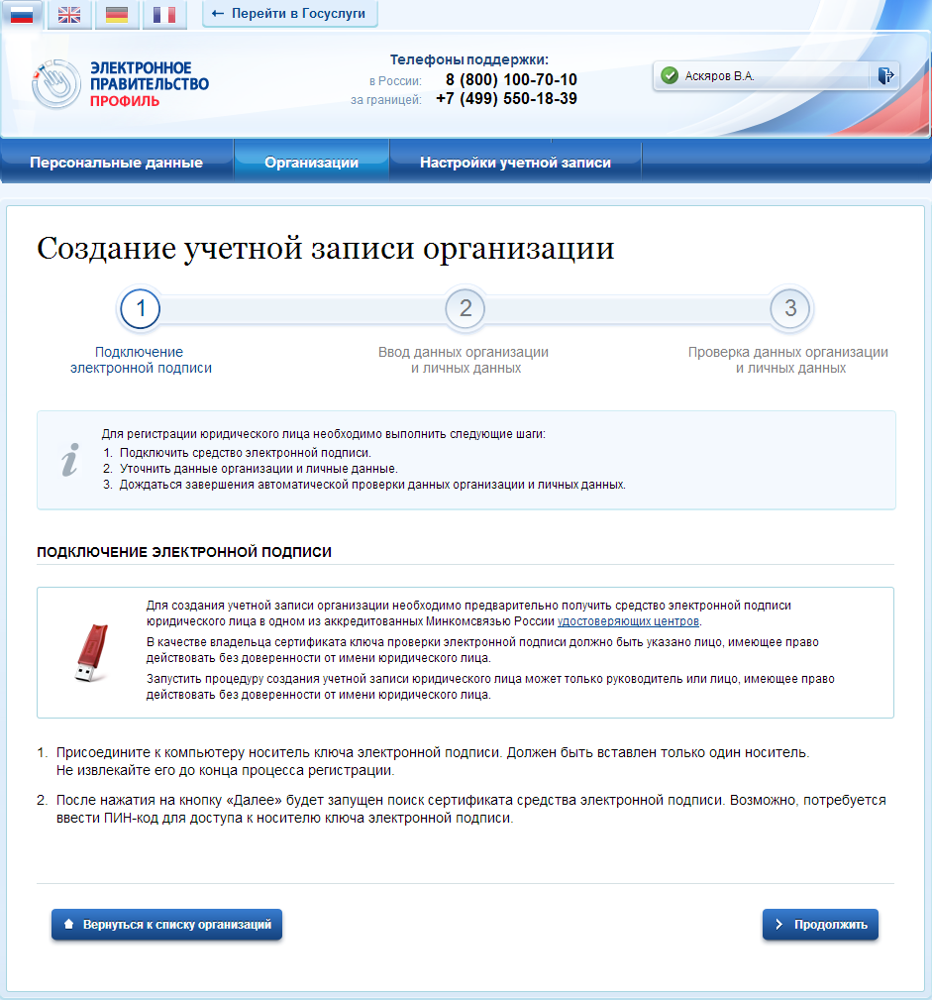 ← Перейти в Госуслуги
ЭЛЕКТРОННОЕ
ПРАВИТЕЛЬСТВО
ПРОФИЛЬ
Телефоны поддержки:
в России: 8 (800) 100-70-10
за границей: +7 (499) 550-18-39
Аскяров В.А.
Персональные данные Организации Настройки учетной записи
Создание учетной записи организации
1 2 3
Подключение
электронной подписи
Ввод данных организации
и личных данных
Проверка данных организации
и личных данных
Для регистрации юридического лица необходимо выполнить следующие шаги:
1. Подключить средство электронной подписи.
2. Уточнить данные организации и личные данные.
3. Дождаться завершения автоматической проверки данных организации и личных данных.
ПОДКЛЮЧЕНИЕ ЭЛЕКТРОННОЙ ПОДПИСИ
Для создания учетной записи организации необходимо предварительно получить средство электронной подписи
юридического лица в одном из аккредитованных Минкомсвязью России удостоверяющих центров.
В качестве владельца сертификата ключа проверки электронной подписи должно быть указано лицо, имеющее право
действовать без доверенности от имени юридического лица.
Запустить процедуру создания учетной записи юридического лица может только руководитель или лицо, имеющее право
действовать без доверенности от имени юридического лица.
1. Присоедините к компьютеру носитель ключа электронной подписи. Должен быть вставлен только один носитель.
Не извлекайте его до конца процесса регистрации.
2. После нажатия на кнопку «Далее» будет запущен поиск сертификата средства электронной подписи. Возможно, потребуется
ввести ПИН-код для доступа к носителю ключа электронной подписи.
Вернуться к списку организаций
Продолжить